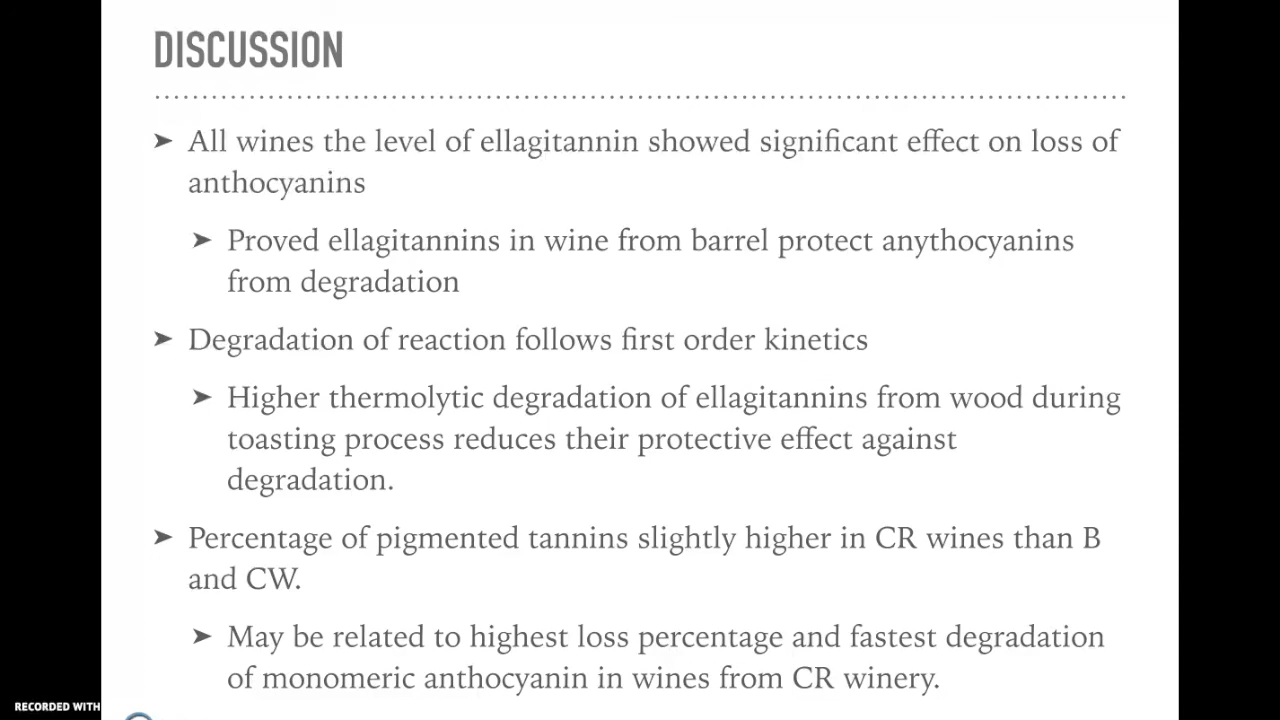 DISCUSSION
➤ All wines the level of ellagitannin showed significant effect on loss of
anthocyanins
➤ Proved ellagitannins in wine from barrel protect anythocyanins
from degradation
➤ Degradation of reaction follows first order kinetics
➤ Higher thermolytic degradation of ellagitannins from wood during
toasting process reduces their protective effect against
degradation.
➤ Percentage of pigmented tannins slightly higher in CR wines than B
and CW.
➤ May be related to highest loss percentage and fastest degradation
of monomeric anthocyanin in wines from CR winery.
RECORDED WITH